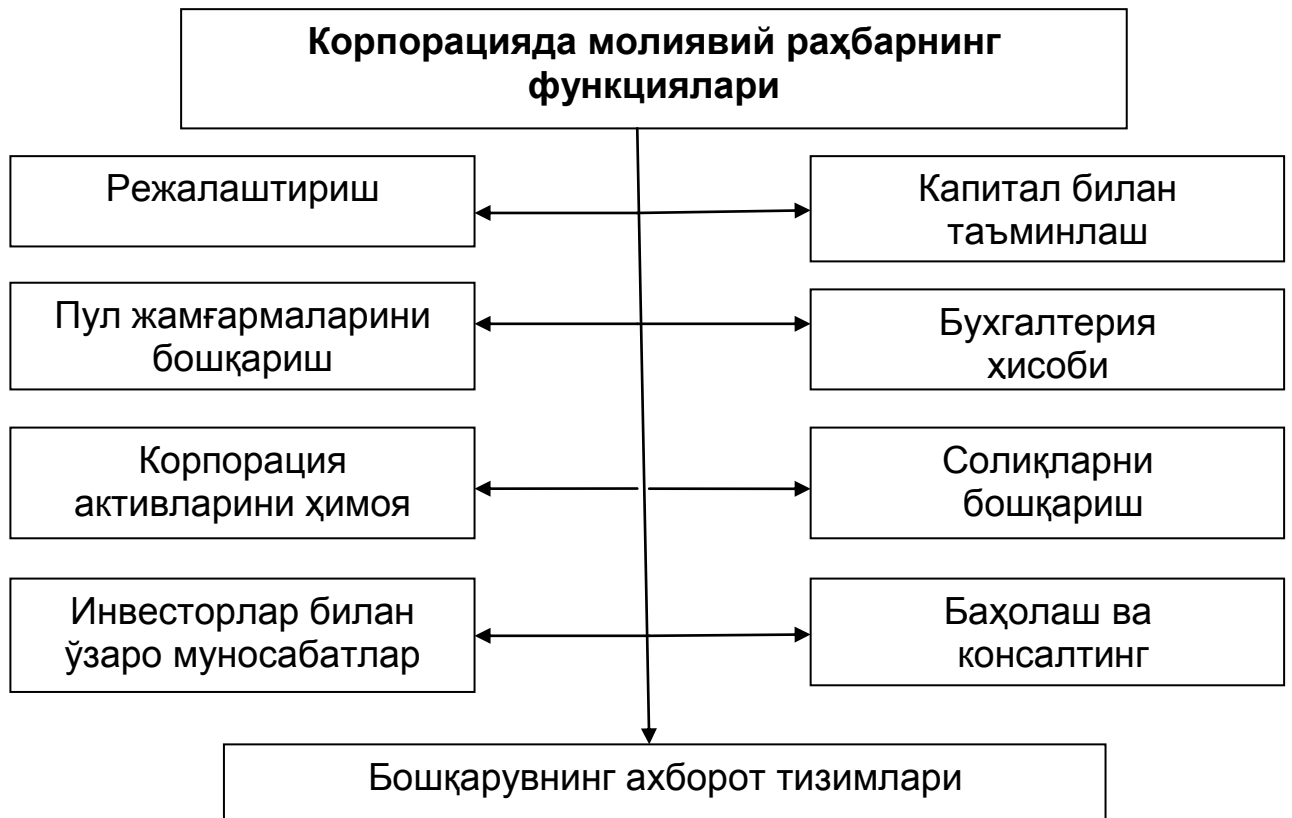 Корпорацияда молиявий раҳбарнинг
функциялари
Режалаштириш
Капитал билан
таъминлаш
Пул жамғармаларини
бошқариш
Бухгалтерия
ҳисоби
Корпорация
активларини ҳимоя
Солиқларни
бошқариш
Инвесторлар билан
ўзаро муносабатлар
Баҳолаш ва
консалтинг
Бошқарувнинг ахборот тизимлари